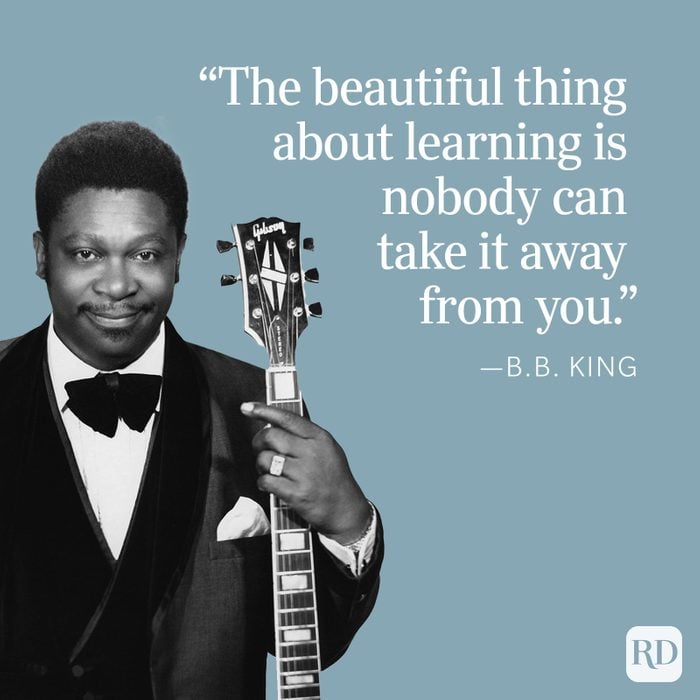 “The beautiful thing
about learning is
nobody can
take it away
from you.”
—B.B. KING
Gibson
RD